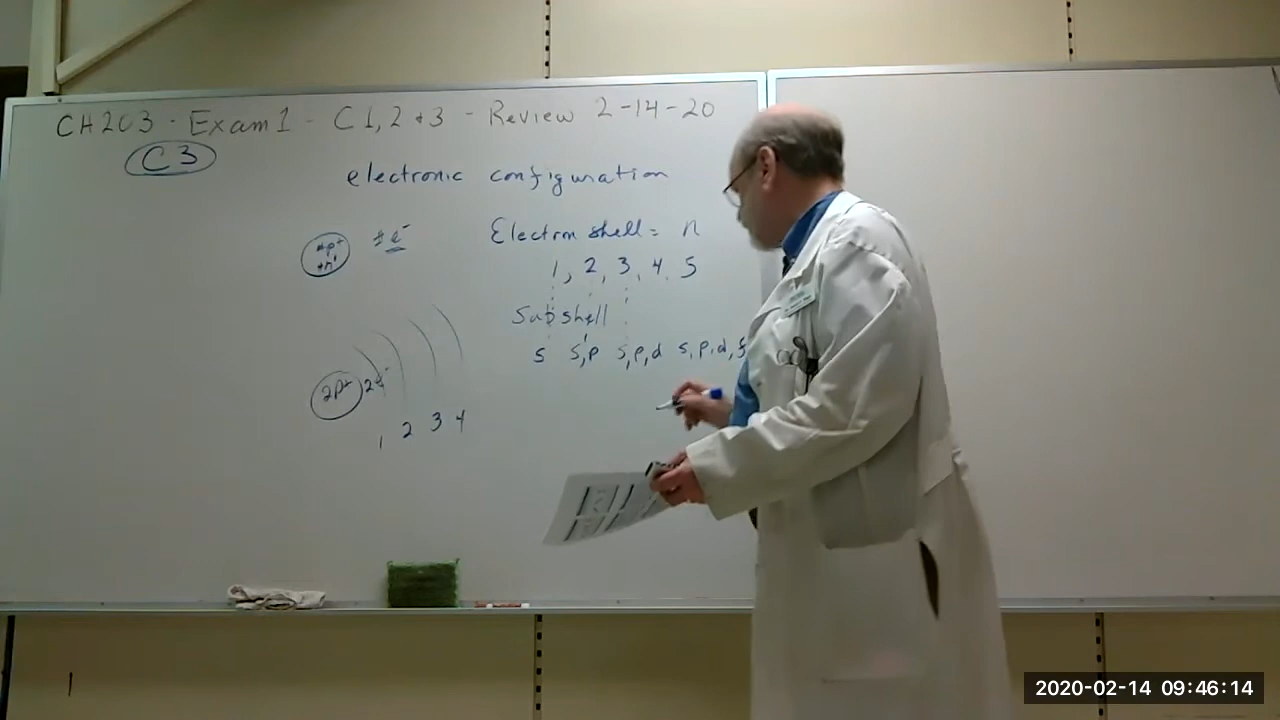 CH203 - Exam 1 - C 1, 2 + 3 - Review 2-14-20
C3
electronic configuration
#p+ # e-
#n°
Electron shell = n
1, 2, 3, 4, 5
Subshell
s s,p s,p,d s,p,d,f
2p+ 2e-
1 2 3 4
2020-02-14 09:46:14